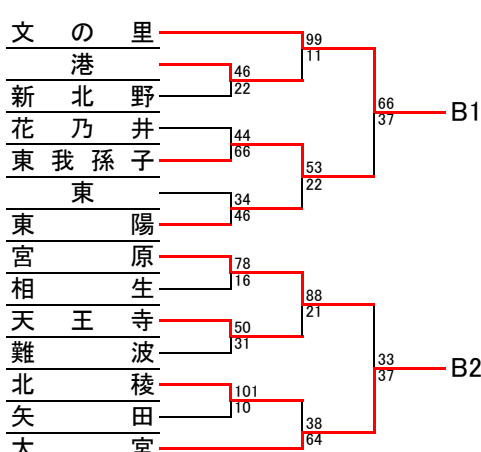 文の里
99
港
11
46
新北野
22
66
B1
花乃井
37
44
東我孫子
66
53
東
22
34
東陽
46
宮原
78
相生
16
88
天王寺
21
50
難波
31
33
B2
北稜
37
101
矢田
10
38
大宮
64